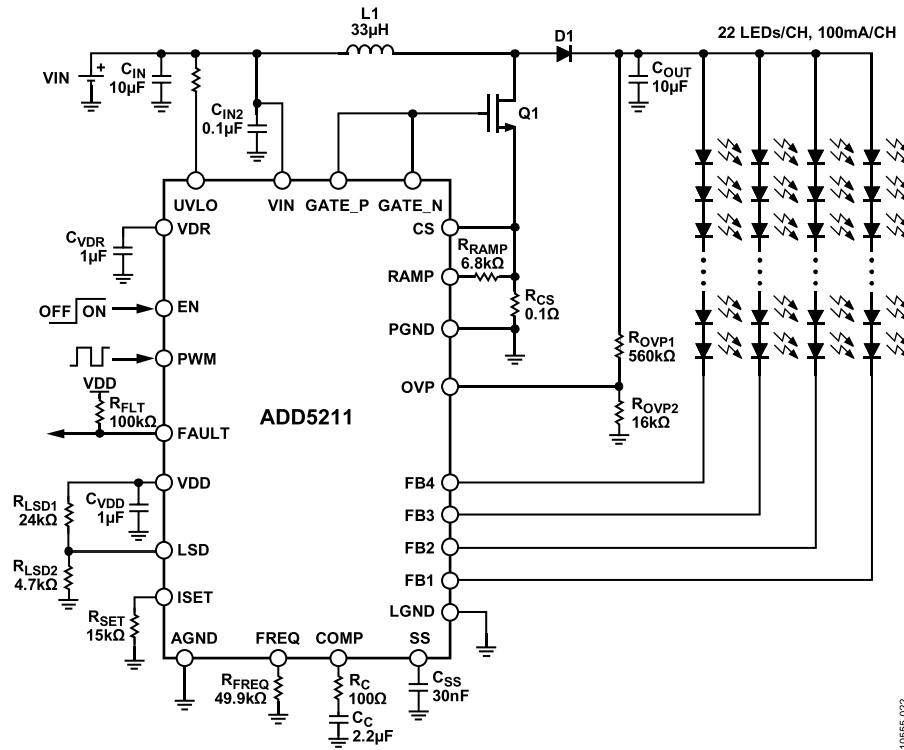 L1
33µH
D1
22 LEDs/CH, 100mA/CH
VIN
+
CIN
10µF
CIN2
0.1µF
Q1
COUT
10µF
UVLO
VIN
GATE_P
GATE_N
VDR
CS
CVDR
1µF
RRAMP
6.8kΩ
RAMP
RCS
0.1Ω
OFF
ON
EN
PGND
PWM
ROVP1
560kΩ
VDD
OVP
RFLT
100kΩ
ADD5211
ROVP2
16kΩ
FAULT
VDD
FB4
RLSD1
24kΩ
CVDD
1µF
FB3
LSD
FB2
RLSD2
4.7kΩ
FB1
ISET
LGND
RSET
15kΩ
AGND
FREQ
COMP
SS
RFREQ
49.9kΩ
RC
100Ω
CSS
30nF
CC
2.2µF
10555-022